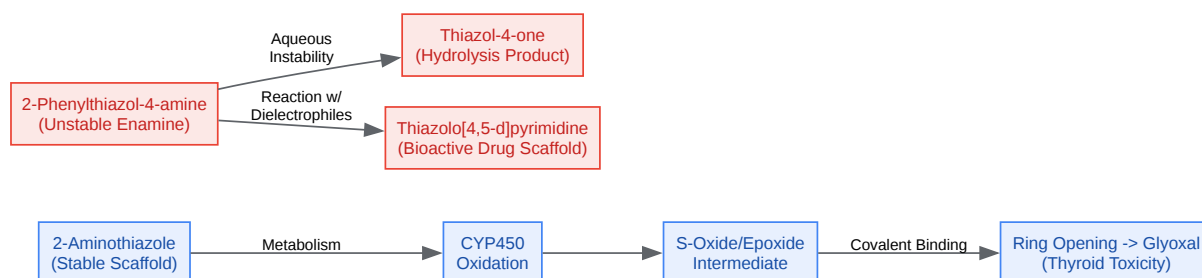 Aqueous
Instability
Thiazol-4-one
(Hydrolysis Product)
2-Phenylthiazol-4-amine
(Unstable Enamine)
Reaction w/
Dielectrophiles
Thiazolo[4,5-d]pyrimidine
(Bioactive Drug Scaffold)
2-Aminothiazole
(Stable Scaffold)
Metabolism
CYP450
Oxidation
S-Oxide/Epoxide
Intermediate
Covalent Binding
Ring Opening -> Glyoxal
(Thyroid Toxicity)